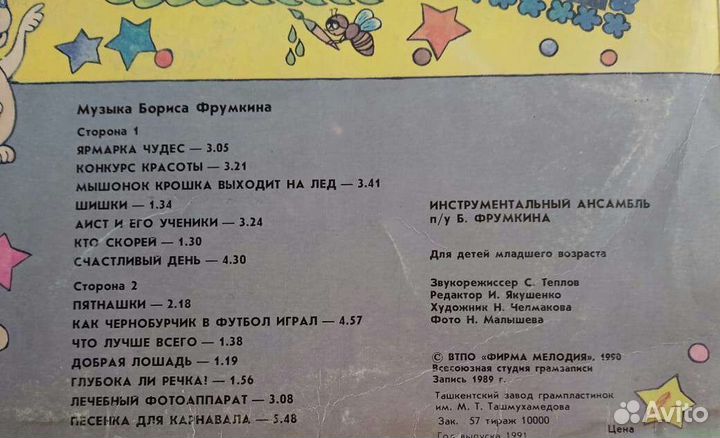 Музыка Бориса Фрумкина
Сторона 1
ЯРМАРКА ЧУДЕС — 3.05
КОНКУРС КРАСОТЫ — 3.21
МЫШОНОК КРОШКА ВЫХОДИТ НА ЛЕД — 3.41
ШИШКИ — 1.34
АИСТ И ЕГО УЧЕНИКИ — 3.24
КТО СКОРЕЙ — 1.30
СЧАСТЛИВЫЙ ДЕНЬ — 4.30
Сторона 2
ПЯТНАШКИ — 2.18
КАК ЧЕРНОБУРЧИК В ФУТБОЛ ИГРАЛ — 4.57
ЧТО ЛУЧШЕ ВСЕГО — 1.38
ДОБРАЯ ЛОШАДЬ — 1.19
ГЛУБОКА ЛИ РЕЧКА! — 1.56
ЛЕЧЕБНЫЙ ФОТОАППАРАТ — 3.08
ПЕСЕНКА ДЛЯ КАРНАВАЛА — 5.48
ИНСТРУМЕНТАЛЬНЫЙ АНСАМБЛЬ
п/у Б. ФРУМКИНА
Для детей младшего возраста
Звукорежиссер С. Теплов
Редактор И. Якушенко
Художник Н. Челмакова
Фото Н. Малышева
© ВТПО «ФИРМА МЕЛОДИЯ», 1990
Всесоюзная студия грамзаписи
Запись 1989 г.
Ташкентский завод грампластинок
им. М. Т. Ташмухамедова
Зак. 57 тираж 10000
Год выпуска 1991
Цена
Avito